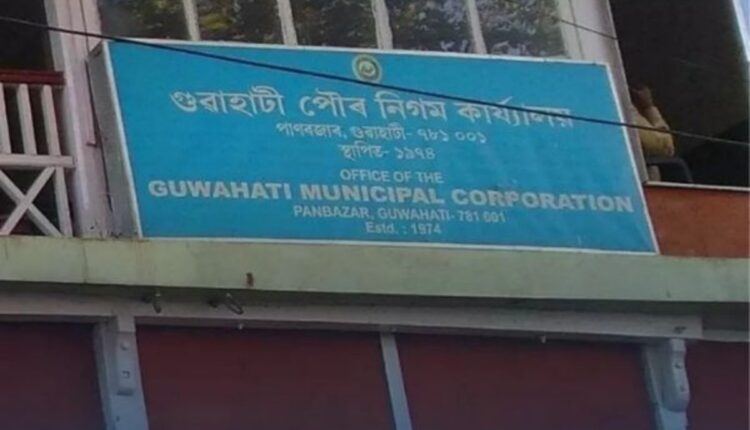 গুৱাহাটী পৌৰ নিগম কাৰ্য্যালয়
পাণবজাৰ, গুৱাহাটী- ৭৮১ ০০১
স্থাপিত- ১৯৭৪
OFFICE OF THE
GUWAHATI MUNICIPAL CORPORATION
PANBAZAR, GUWAHATI- 781 001
Estd. : 1974